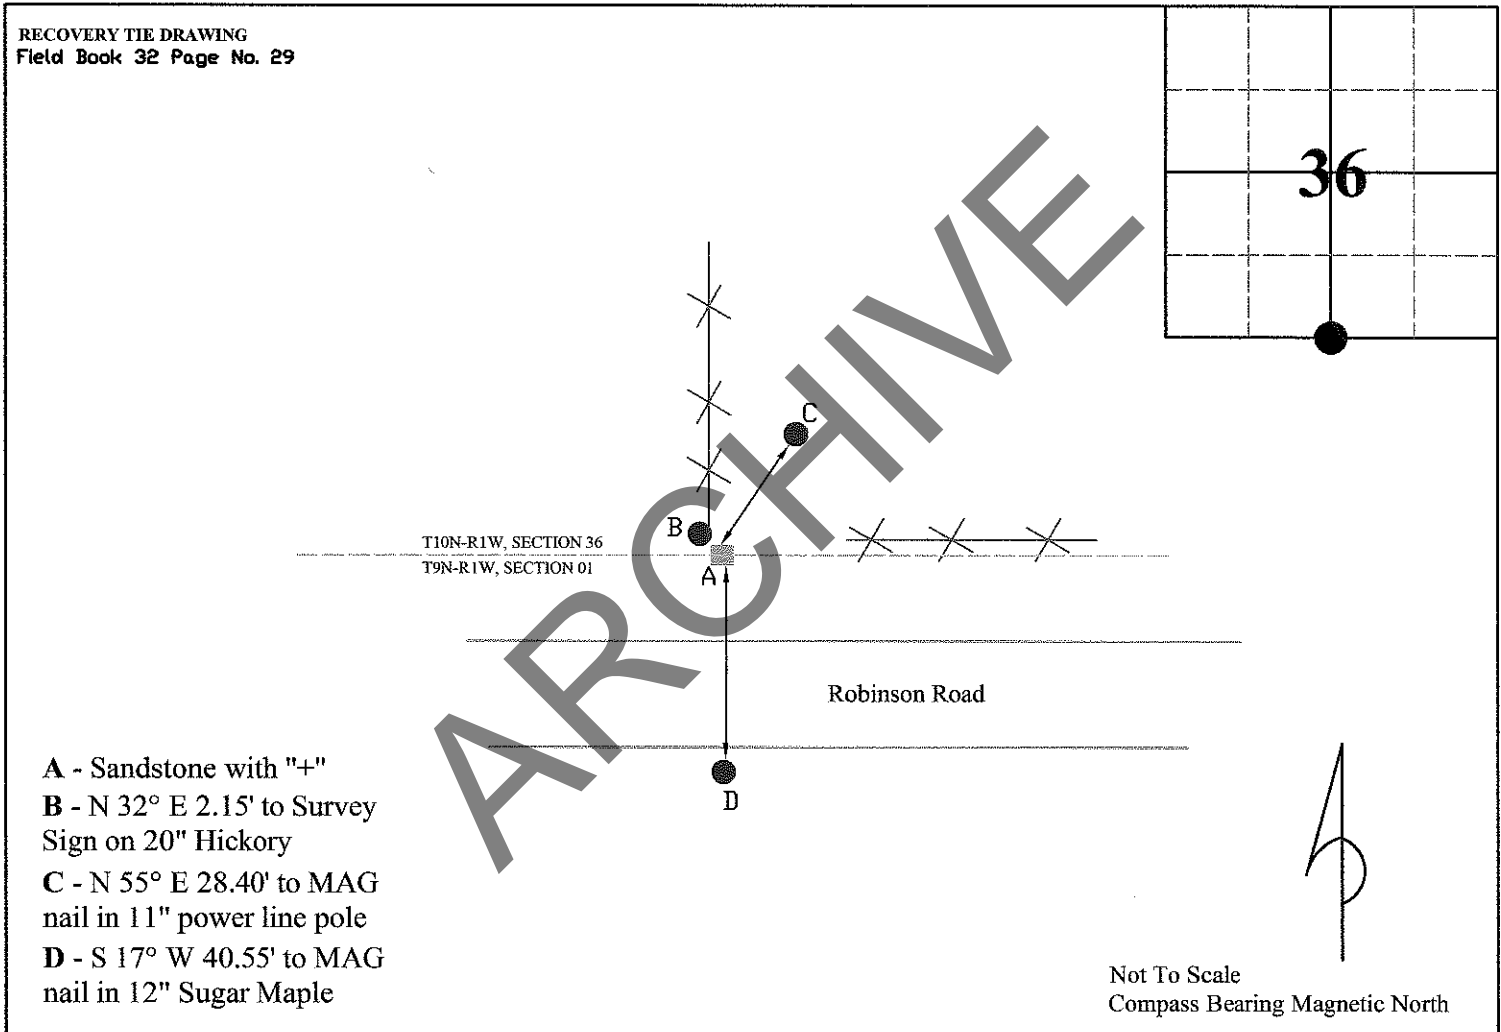 RECOVERY TIE DRAWING
Field Book 32 Page No. 29
36
ARCHIVE
C
B
T10N-R1W, SECTION 36
T9N-R1W, SECTION 01
A
Robinson Road
D
A - Sandstone with "+"
B - N 32° E 2.15' to Survey
Sign on 20" Hickory
C - N 55° E 28.40' to MAG
nail in 11" power line pole
D - S 17° W 40.55' to MAG
nail in 12" Sugar Maple
Not To Scale
Compass Bearing Magnetic North